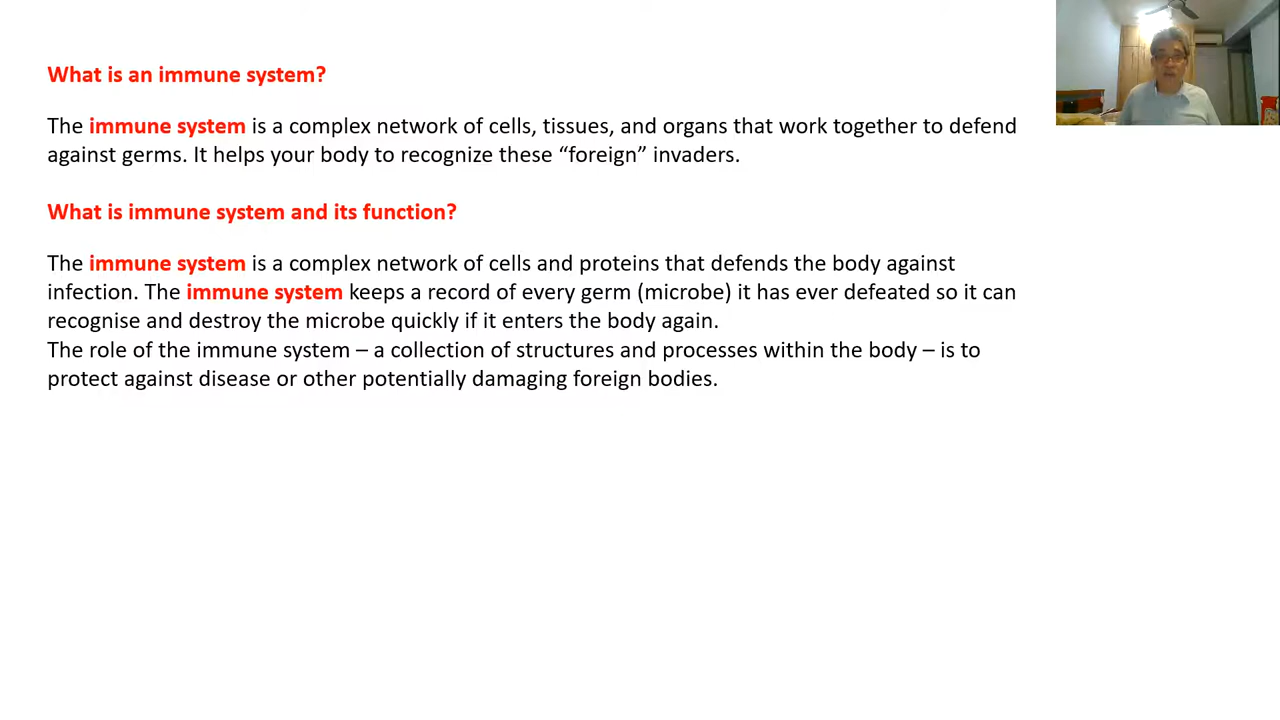 What is an immune system?
The immune system is a complex network of cells, tissues, and organs that work together to defend
against germs. It helps your body to recognize these “foreign” invaders.
What is immune system and its function?
The immune system is a complex network of cells and proteins that defends the body against
infection. The immune system keeps a record of every germ (microbe) it has ever defeated so it can
recognise and destroy the microbe quickly if it enters the body again.
The role of the immune system – a collection of structures and processes within the body – is to
protect against disease or other potentially damaging foreign bodies.